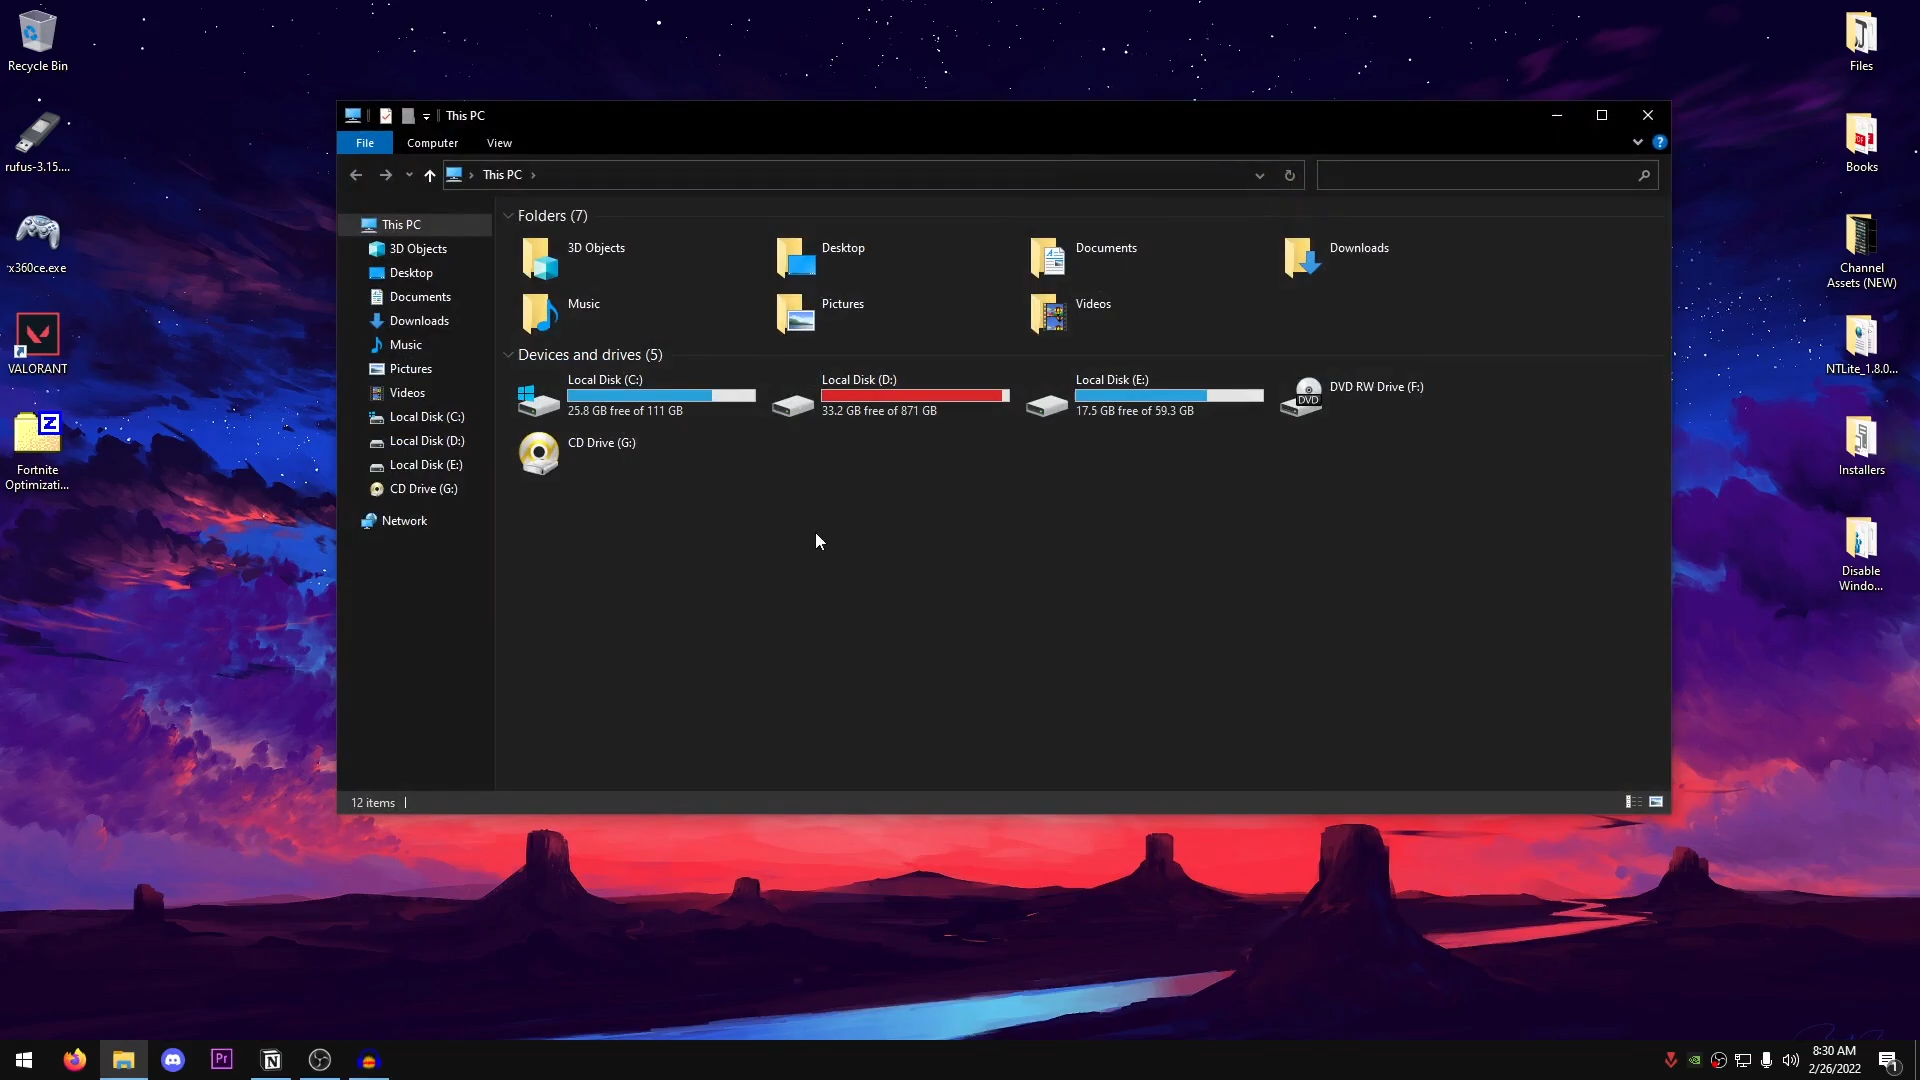 Recycle Bin
rufus-3.15....
x360ce.exe
VALORANT
Fortnite
Optimizati...
This PC
File
Computer
View
This PC
This PC
3D Objects
Desktop
Documents
Downloads
Music
Pictures
Videos
Local Disk (C:)
Local Disk (D:)
Local Disk (E:)
CD Drive (G:)
Network
Folders (7)
3D Objects
Desktop
Documents
Downloads
Music
Pictures
Videos
Devices and drives (5)
Local Disk (C:)
25.8 GB free of 111 GB
Local Disk (D:)
33.2 GB free of 871 GB
Local Disk (E:)
17.5 GB free of 59.3 GB
DVD RW Drive (F:)
DVD
CD Drive (G:)
12 items
Files
Books
Channel
Assets (NEW)
NTLite_1.8.0...
Installers
Disable
Windo...
Pr
8:30 AM
2/26/2022
1